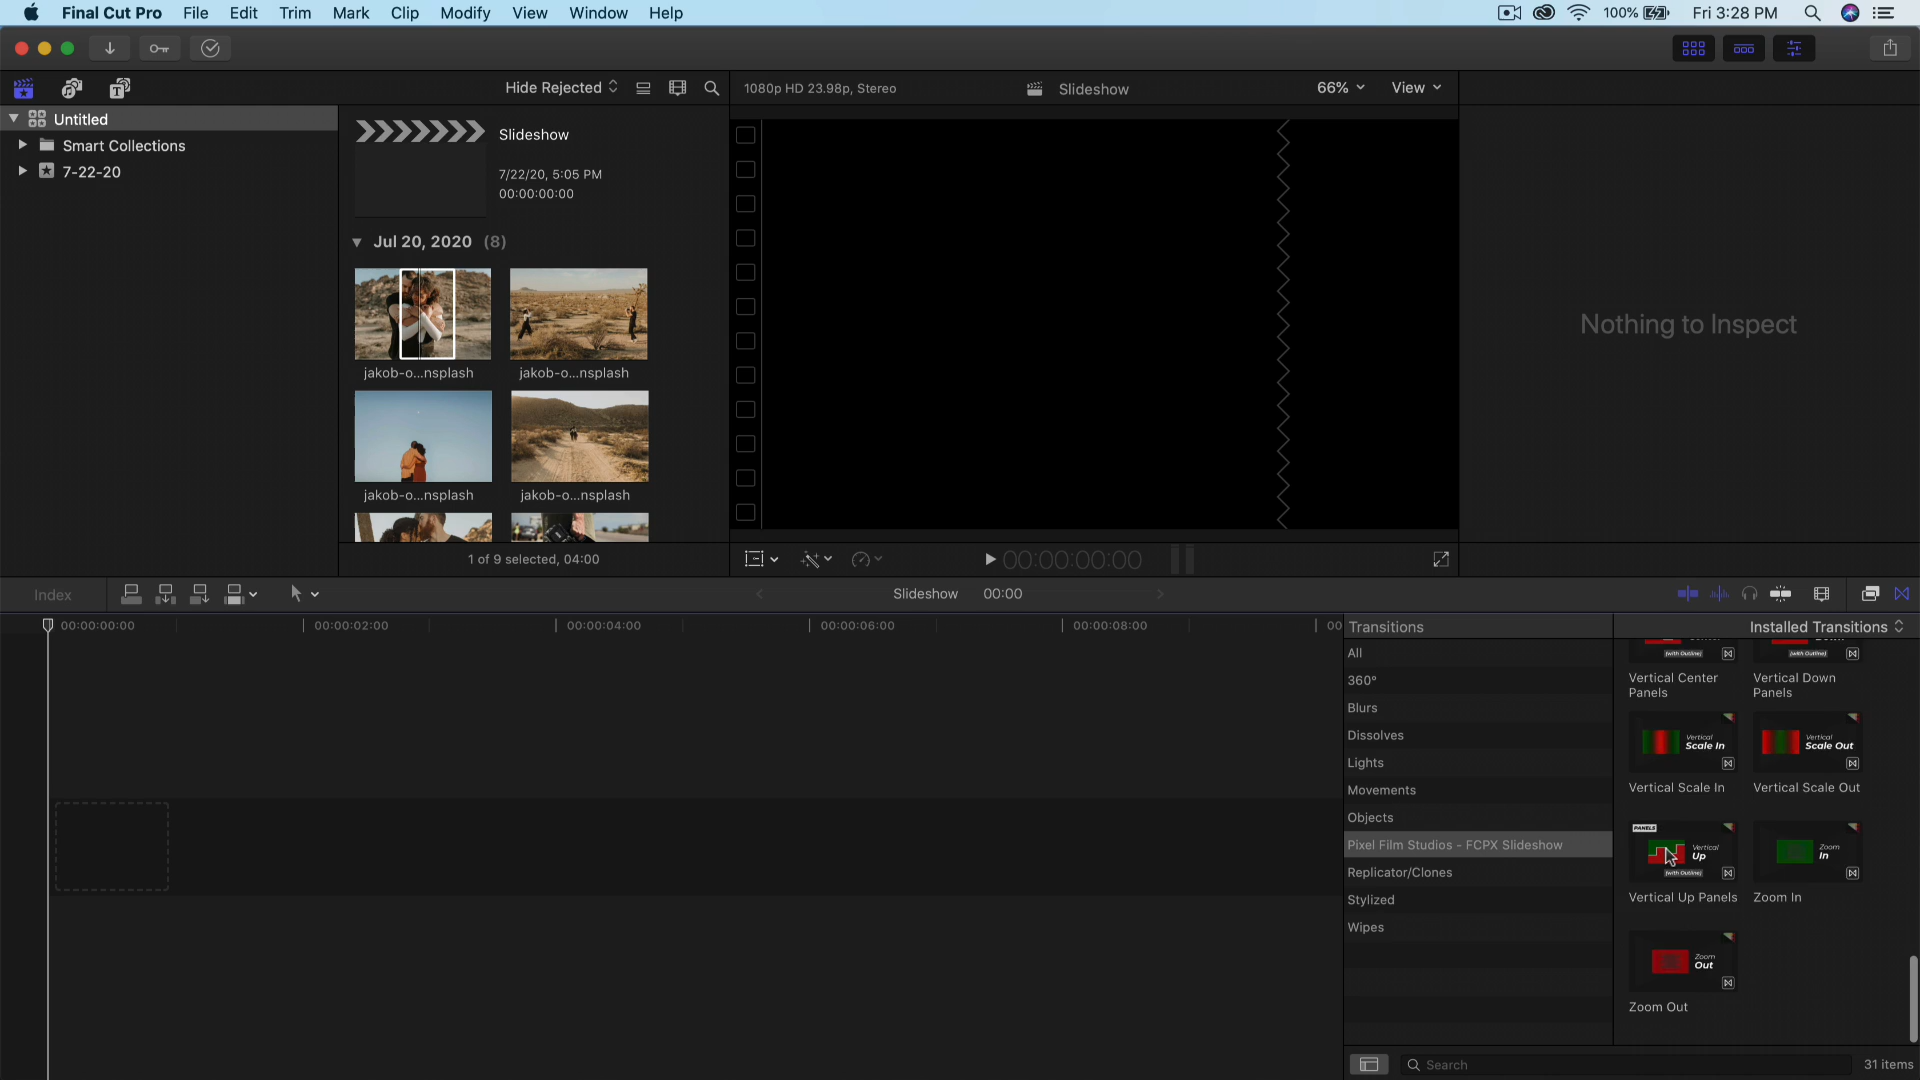 Final Cut Pro File Edit Trim Mark Clip Modify View Window Help 100% Fri 3:28 PM
Hide Rejected 1080p HD 23.98p, Stereo Slideshow 66% View
Untitled
Smart Collections
7-22-20
Slideshow
7/22/20, 5:05 PM
00:00:00:00
Jul 20, 2020 (8)
jakob-o...nsplash jakob-o...nsplash
jakob-o...nsplash jakob-o...nsplash
1 of 9 selected, 04:00
00:00:00:00
Nothing to Inspect
Index Slideshow 00:00
00:00:00:00 00:00:02:00 00:00:04:00 00:00:06:00 00:00:08:00 00
Transitions
Installed Transitions
All
360°
Blurs
Dissolves
Lights
Movements
Objects
Pixel Film Studios - FCPX Slideshow
Replicator/Clones
Stylized
Wipes
(with Outline) (with Outline)
Vertical Center Panels
Vertical Down Panels
Vertical Scale In
Vertical Scale Out
Vertical Scale In
Vertical Scale Out
PANELS
Vertical Up
(with Outline)
Zoom In
Vertical Up Panels
Zoom In
Zoom Out
Zoom Out
Search
31 items